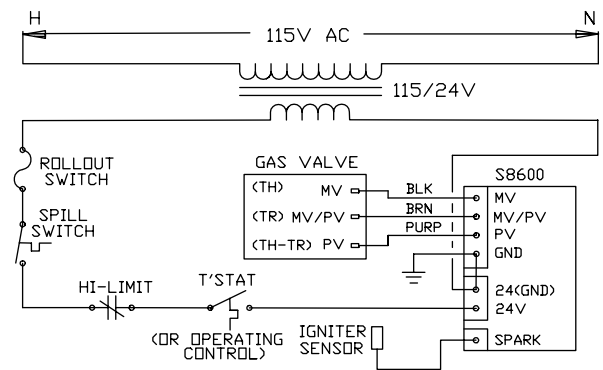 H
N
115V AC
115/24V
ROLLOUT
SWITCH
GAS VALVE
S8600
(TH) MV
BLK
MV
(TR) MV/PV
BRN
MV/PV
SPILL
SWITCH
(TH-TR) PV
PURP
PV
GND
HI-LIMIT
T'STAT
24(GND)
24V
(OR OPERATING
CONTROL)
IGNITER
SENSOR
SPARK